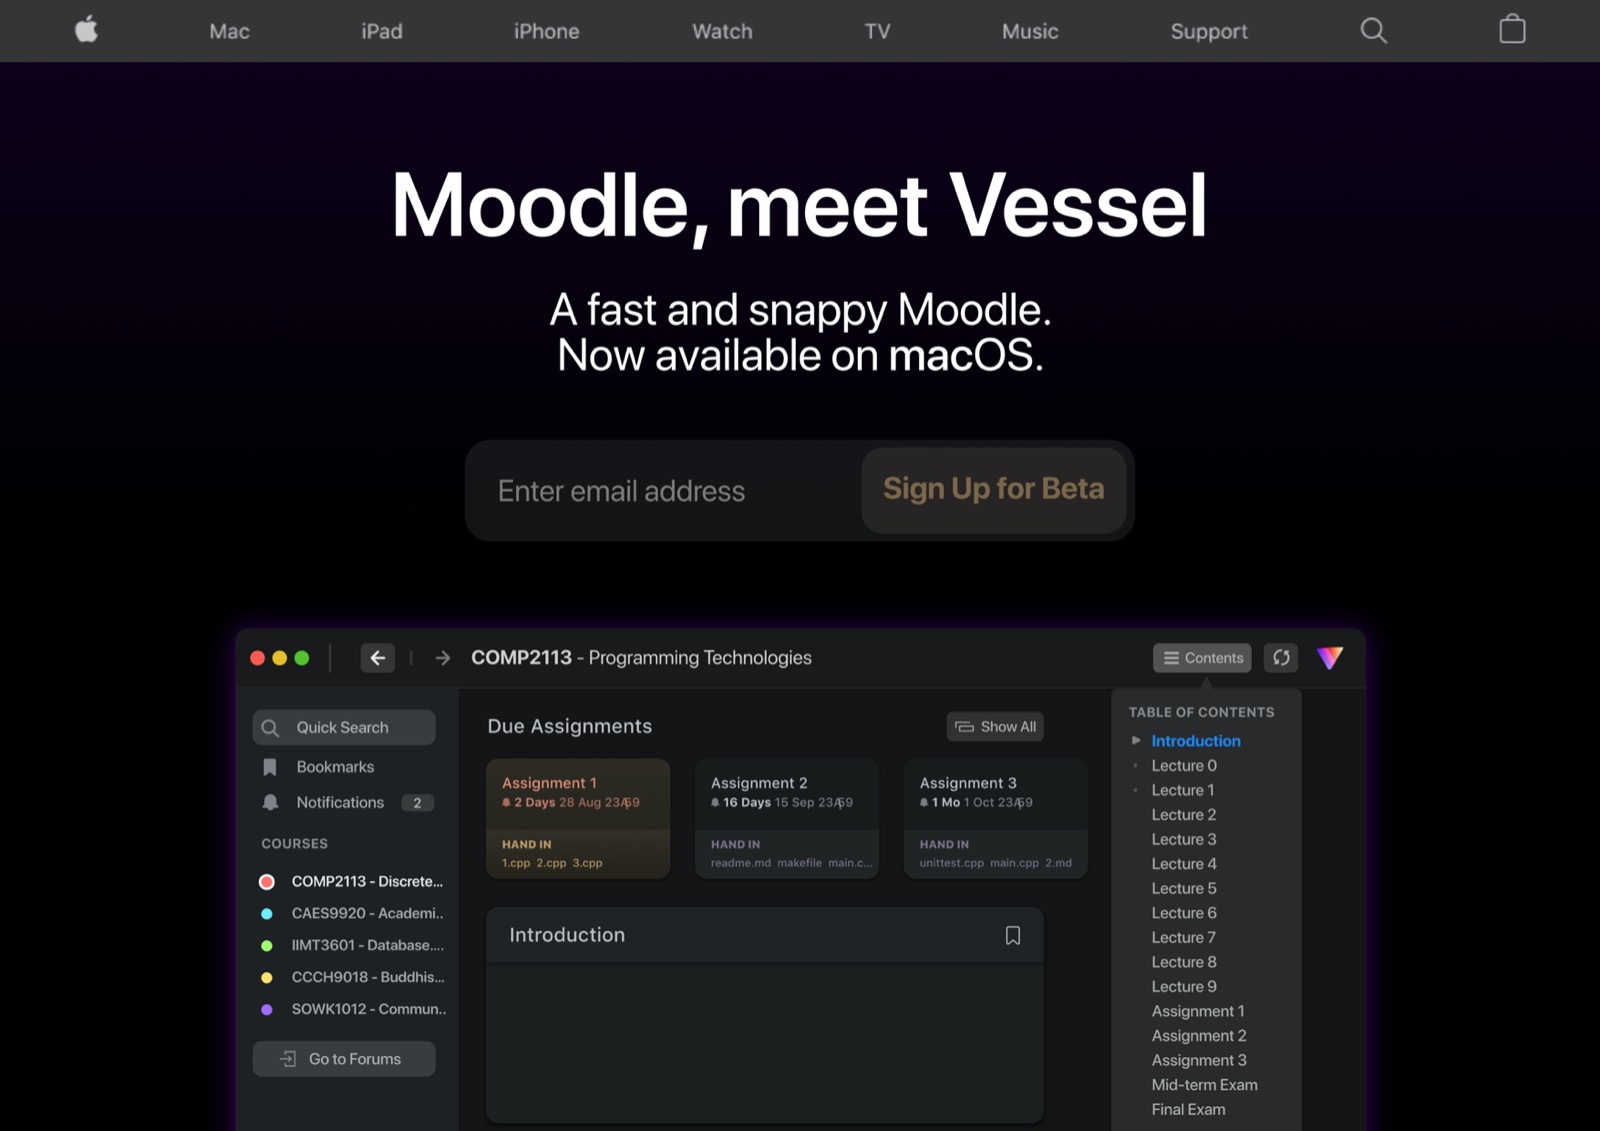 Mac iPad iPhone Watch TV Music Support
Moodle, meet Vessel
A fast and snappy Moodle.
Now available on macOS.
Enter email address
Sign Up for Beta
COMP2113 - Programming Technologies
Contents
Quick Search
Bookmarks
Notifications 2
COURSES
COMP2113 - Discrete...
CAES9920 - Academi..
IIMT3601 - Database....
CCCH9018 - Buddhis...
SOWK1012 - Commun..
Go to Forums
Due Assignments
Show All
Assignment 1
2 Days 28 Aug
HAND IN
1.cpp 2.cpp 3.cpp
Assignment 2
16 Days 15 Sep
HAND IN
readme.md makefile main.c...
Assignment 3
1 Mo 1 Oct
HAND IN
unittest.cpp main.cpp 2.md
Introduction
TABLE OF CONTENTS
Introduction
Lecture 0
Lecture 1
Lecture 2
Lecture 3
Lecture 4
Lecture 5
Lecture 6
Lecture 7
Lecture 8
Lecture 9
Assignment 1
Assignment 2
Assignment 3
Mid-term Exam
Final Exam